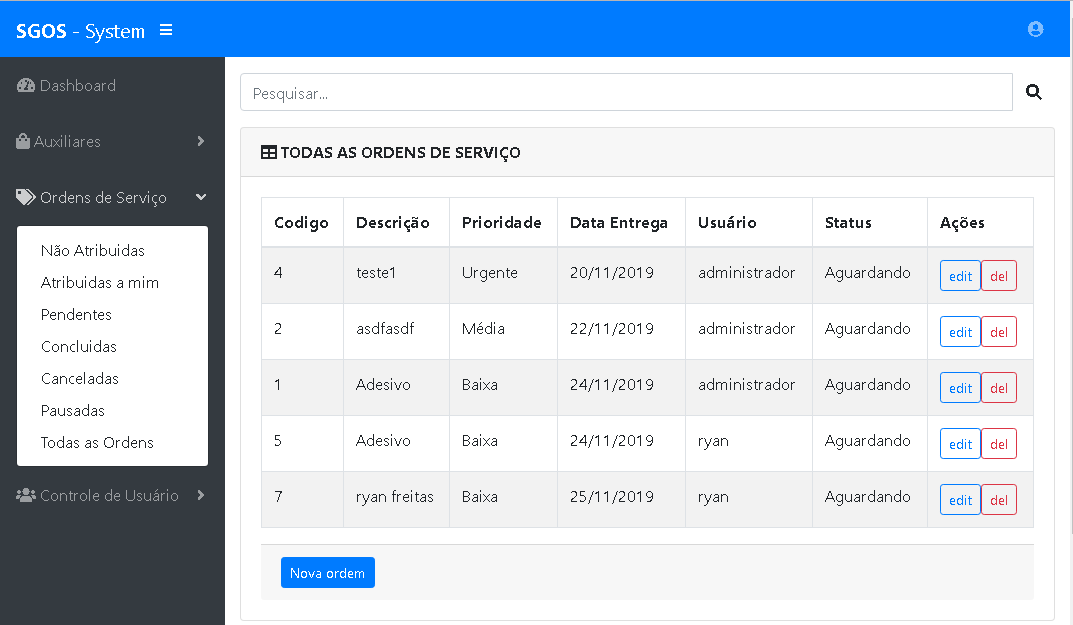 SGOS - System
Dashboard
Auxiliares
Ordens de Serviço
Não Atribuidas
Atribuidas a mim
Pendentes
Concluidas
Canceladas
Pausadas
Todas as Ordens
Controle de Usuário
Pesquisar...
TODAS AS ORDENS DE SERVIÇO
Codigo Descrição Prioridade Data Entrega Usuário Status Ações
4 teste1 Urgente 20/11/2019 administrador Aguardando edit del
2 asdfasdf Média 22/11/2019 administrador Aguardando edit del
1 Adesivo Baixa 24/11/2019 administrador Aguardando edit del
5 Adesivo Baixa 24/11/2019 ryan Aguardando edit del
7 ryan freitas Baixa 25/11/2019 ryan Aguardando edit del
Nova ordem